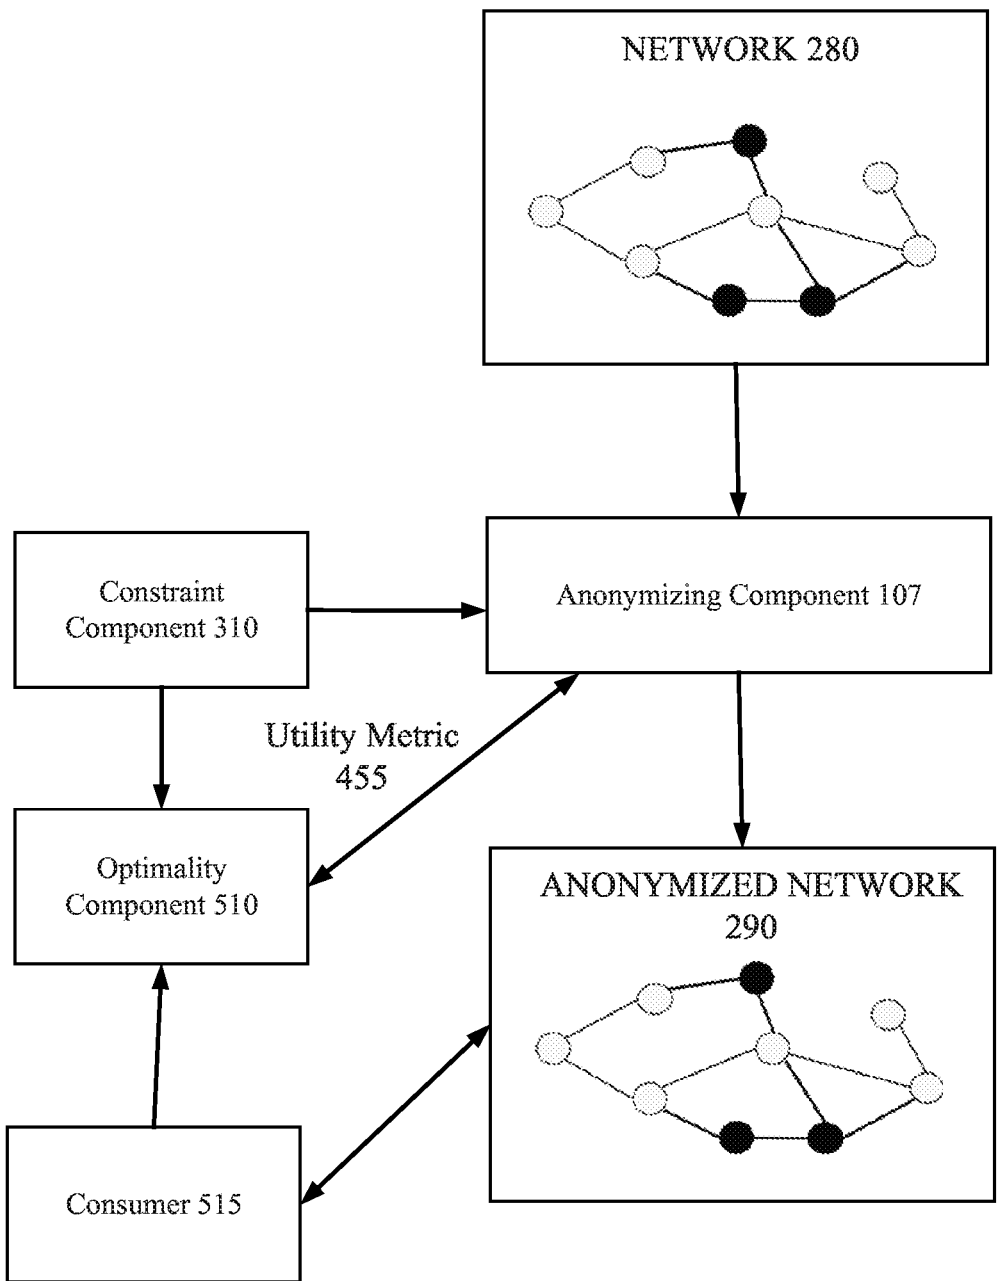 NETWORK 280
Constraint
Component 310
Anonymizing Component 107
Utility Metric
455
Optimality
Component 510
ANONYMIZED NETWORK
290
Consumer 515